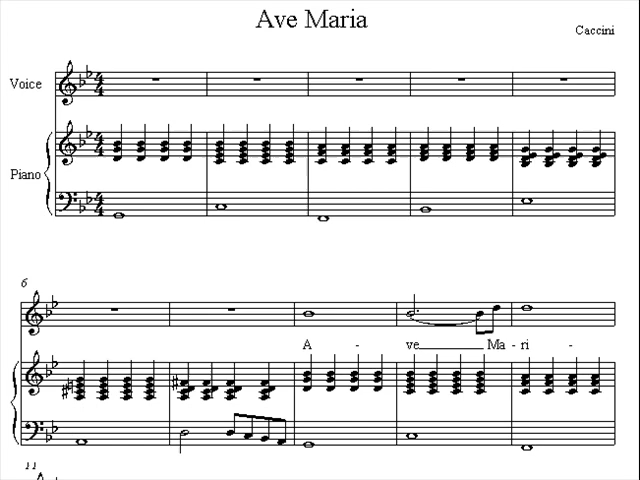 Ave Maria
Caccini
Voice
Piano
6
A - ve Ma - ri -
11